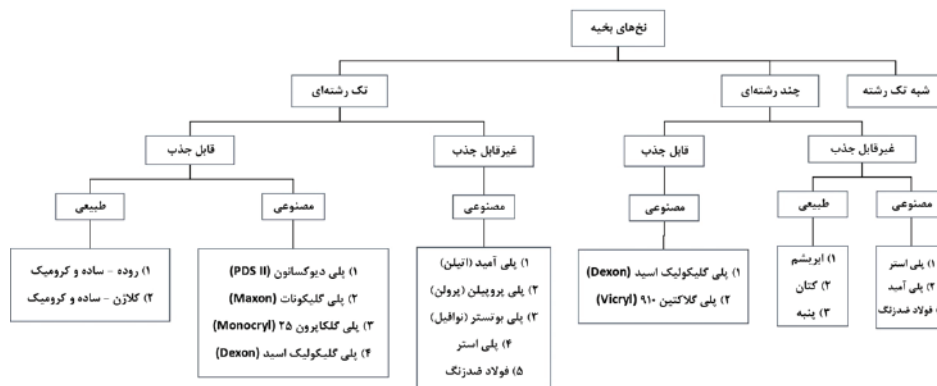 نخ‌های بخیه
شبه تک رشته
چند رشته‌ای
تک رشته‌ای
غیرقابل جذب
قابل جذب
غیرقابل جذب
قابل جذب
مصنوعی
طبیعی
مصنوعی
مصنوعی
مصنوعی
طبیعی
۱) پلی استر
۲) پلی آمید
فولاد ضدزنگ
۱) ابریشم
۲) کتان
۳) پنبه
۱) پلی گلیکولیک اسید (Dexon)
۲) پلی گلاکتین ۹۱۰ (Vicryl)
۱) پلی آمید (اتیلن)
۲) پلی پروپیلن (پرولن)
۳) پلی بوتستر (نوافیل)
۴) پلی استر
۵) فولاد ضدزنگ
۱) پلی دیوکسانون (PDS II)
۲) پلی گلیکونات (Maxon)
۳) پلی گلکاپرون ۲۵ (Monocryl)
۴) پلی گلیکولیک اسید (Dexon)
۱) روده - ساده و کرومیک
۲) کلاژن - ساده و کرومیک